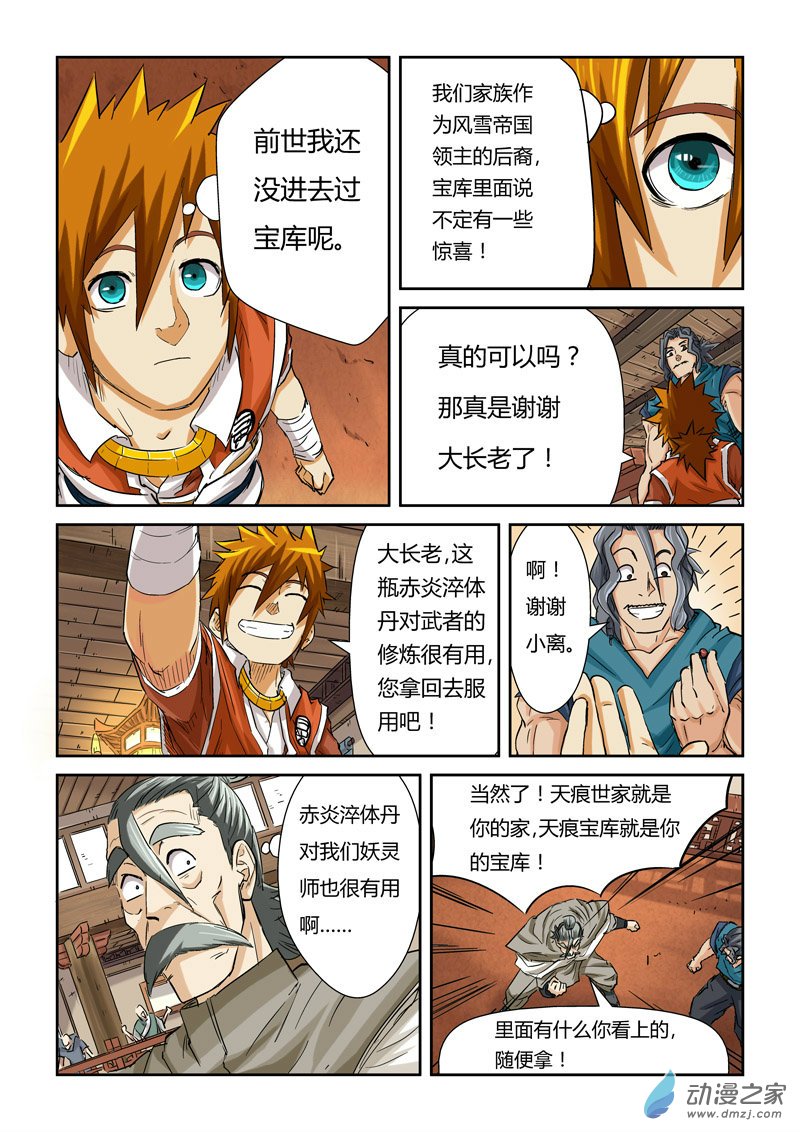 前世我还
没进去过
宝库呢。
我们家族作
为风雪帝国
领主的后裔，
宝库里面说
不定有一些
惊喜！
真的可以吗？
那真是谢谢
大长老了！
大长老，这
瓶赤炎淬体
丹对武者的
修炼很有用，
您拿回去服
用吧！
啊！
谢谢
小离。
赤炎淬体丹
对我们妖灵
师也很有用
啊……
当然了！天痕世家就是
你的家，天痕宝库就是你
的宝库！
里面有什么你看上的，
随便拿！
动漫之家
www.dmzj.com